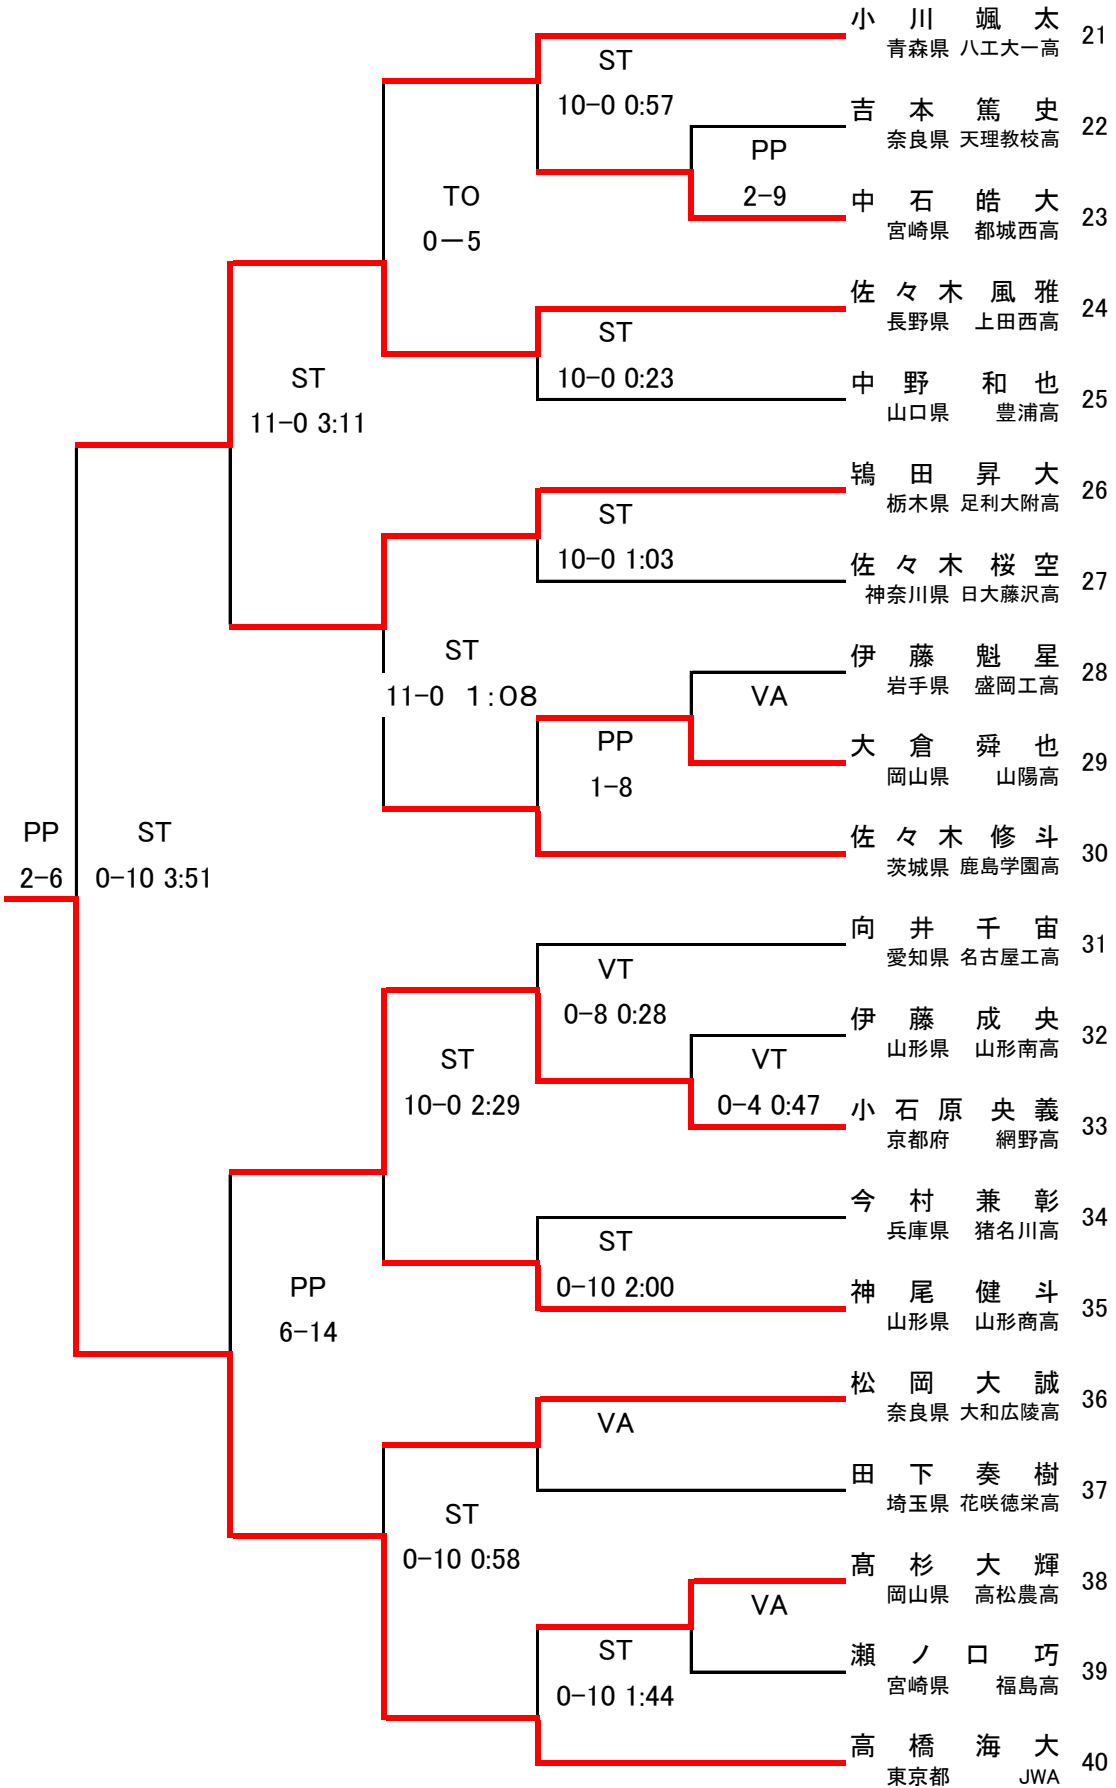 小川颯太 21
青森県 八工大一高
ST
10-0 0:57
吉本篤史 22
奈良県 天理教校高
PP
2-9
中石皓大 23
宮崎県 都城西高
TO
0－5
佐々木風雅 24
長野県 上田西高
ST
10-0 0:23
中野和也 25
山口県 豊浦高
ST
11-0 3:11
鴇田昇大 26
栃木県 足利大附高
ST
10-0 1:03
佐々木桜空 27
神奈川県 日大藤沢高
ST
11-0 1:08
伊藤魁星 28
岩手県 盛岡工高
VA
大倉舜也 29
岡山県 山陽高
PP
1-8
佐々木修斗 30
茨城県 鹿島学園高
PP
2-6
ST
0-10 3:51
向井千宙 31
愛知県 名古屋工高
VT
0-8 0:28
伊藤成央 32
山形県 山形南高
VT
0-4 0:47
小石原央義 33
京都府 網野高
ST
10-0 2:29
今村兼彰 34
兵庫県 猪名川高
ST
0-10 2:00
神尾健斗 35
山形県 山形商高
PP
6-14
松岡大誠 36
奈良県 大和広陵高
VA
田下奏樹 37
埼玉県 花咲徳栄高
ST
0-10 0:58
髙杉大輝 38
岡山県 高松農高
VA
瀬ノ口巧 39
宮崎県 福島高
ST
0-10 1:44
高橋海大 40
東京都 JWA